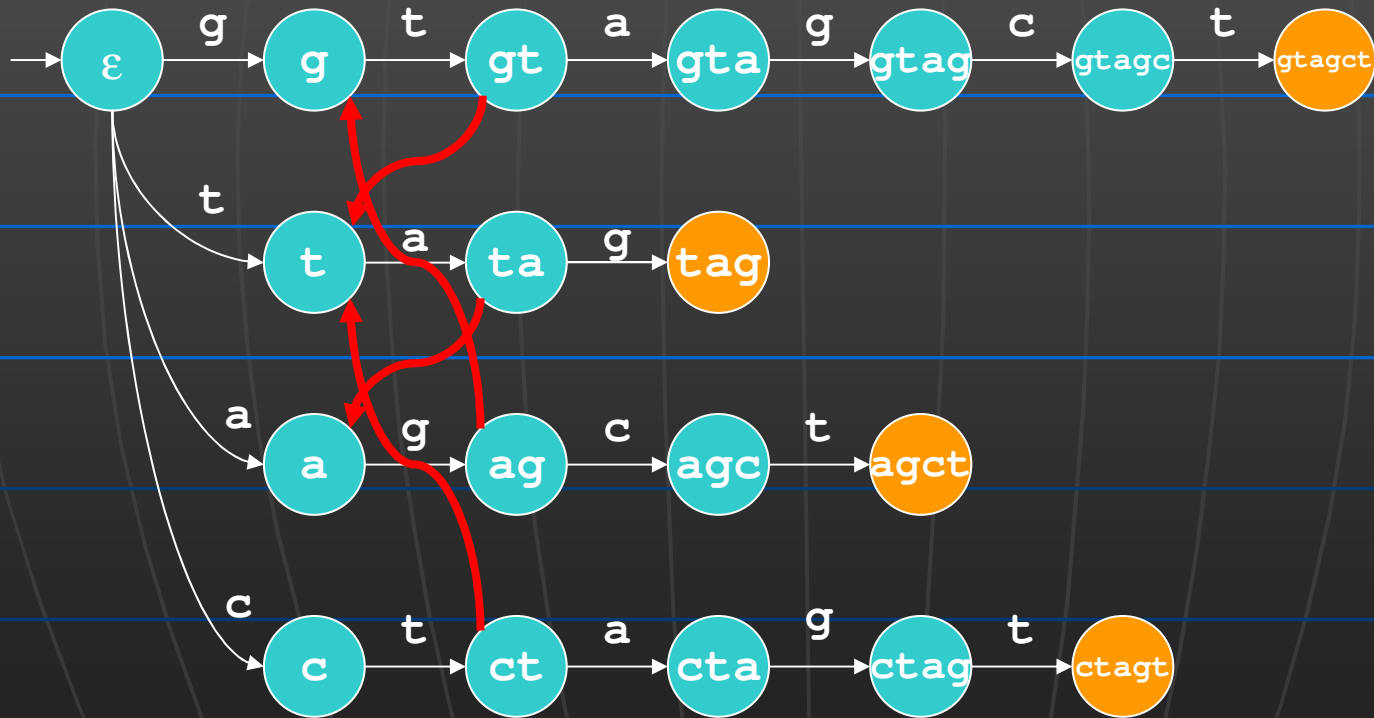 g t a g c t
ε g gt gta gtag gtagc gtagct
t
a g
t ta tag
a g c t
a ag agc agct
c t a g t
c ct cta ctag ctagt